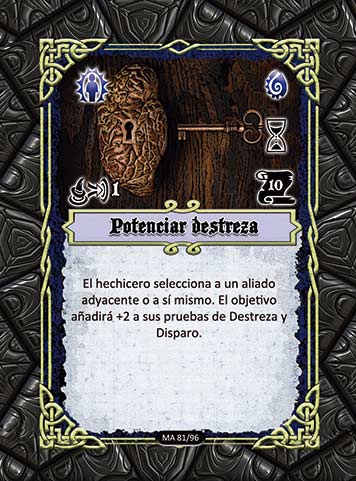 1
10
Potenciar destreza
El hechicero selecciona a un aliado
adyacente o a sí mismo. El objetivo
añadirá +2 a sus pruebas de Destreza y
Disparo.
MA 81/96